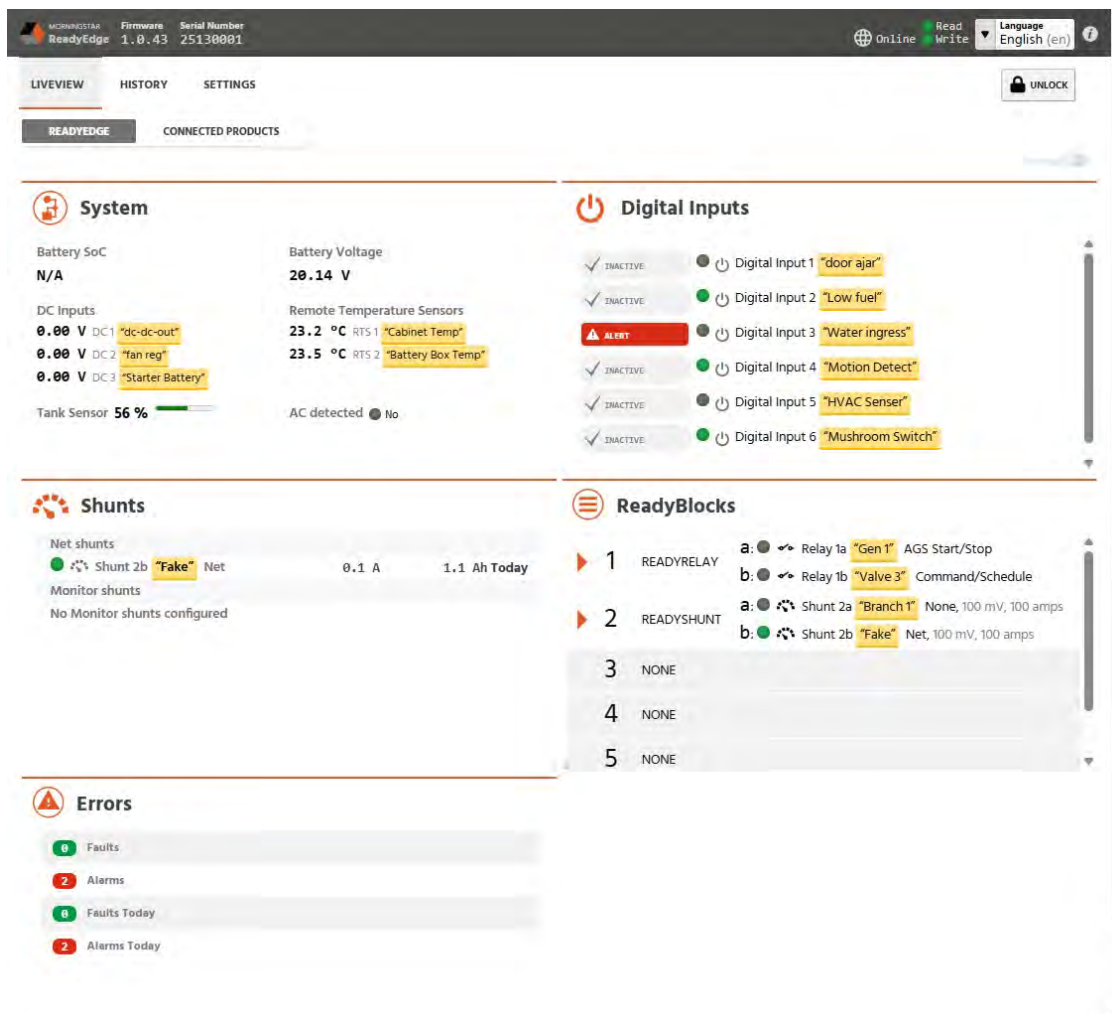 MORNINGSTAR Firmware Serial Number
ReadyEdge 1.0.43 25130001
Online Read Write Language English (en)
LIVEVIEW HISTORY SETTINGS UNLOCK
READYEDGE CONNECTED PRODUCTS
System
Battery SoC Battery Voltage
N/A 20.14 V
DC Inputs Remote Temperature Sensors
0.00 V DC 1 "dc-dc-out" 23.2 °C RTS 1 "Cabinet Temp"
0.00 V DC 2 "fan reg" 23.5 °C RTS 2 "Battery Box Temp"
0.00 V DC 3 "Starter Battery"
Tank Sensor 56 % AC detected No
Digital Inputs
INACTIVE Digital Input 1 "door ajar"
INACTIVE Digital Input 2 "Low fuel"
ALERT Digital Input 3 "Water ingress"
INACTIVE Digital Input 4 "Motion Detect"
INACTIVE Digital Input 5 "HVAC Senser"
INACTIVE Digital Input 6 "Mushroom Switch"
Shunts
Net shunts
Shunt 2b "Fake" Net 0.1 A 1.1 Ah Today
Monitor shunts
No Monitor shunts configured
ReadyBlocks
1 READYRELAY
a: Relay 1a "Gen 1" AGS Start/Stop
b: Relay 1b "Valve 3" Command/Schedule
2 READYSHUNT
a: Shunt 2a "Branch 1" None, 100 mV, 100 amps
b: Shunt 2b "Fake" Net, 100 mV, 100 amps
3 NONE
4 NONE
5 NONE
Errors
0 Faults
2 Alarms
0 Faults Today
2 Alarms Today